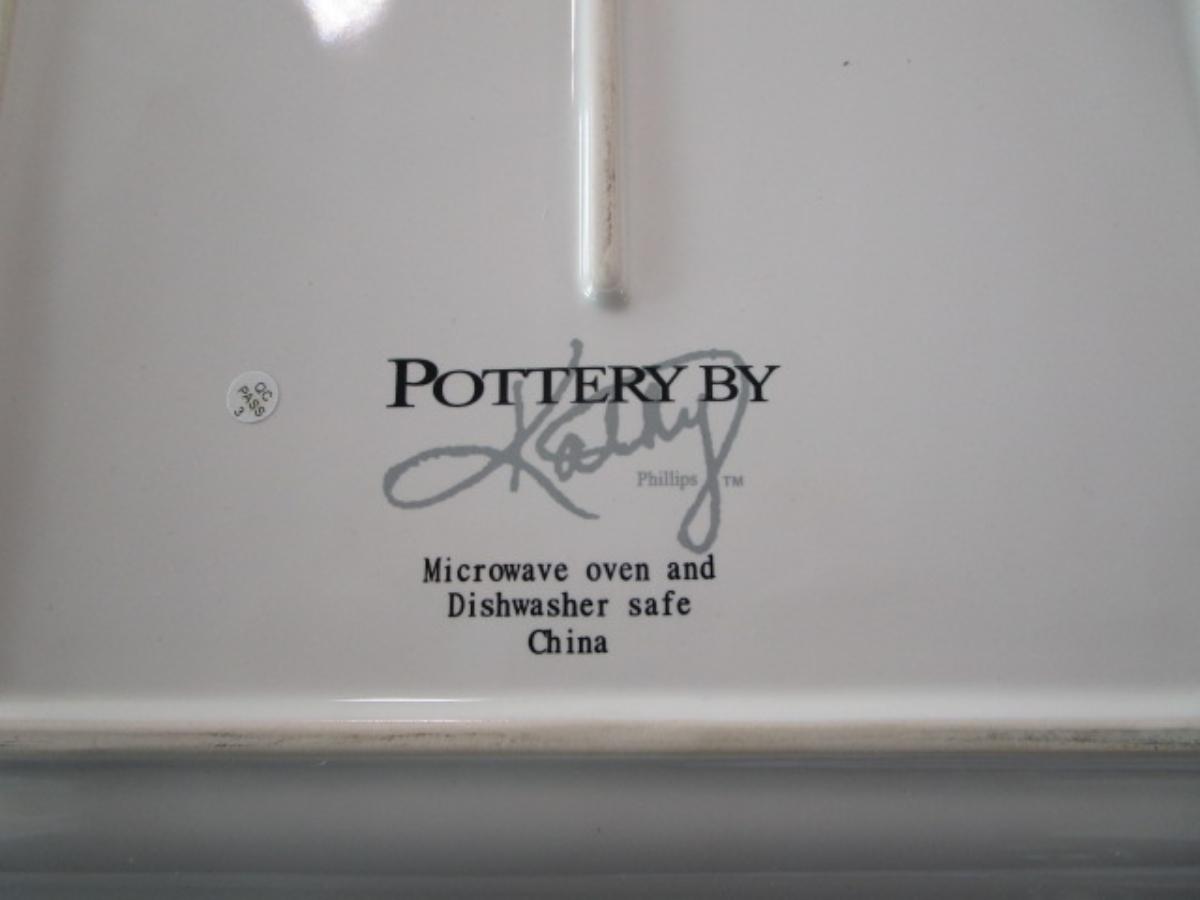 POTTERY BY
Kathy
Phillips TM
Microwave oven and
Dishwasher safe
China
QC
PASS
3